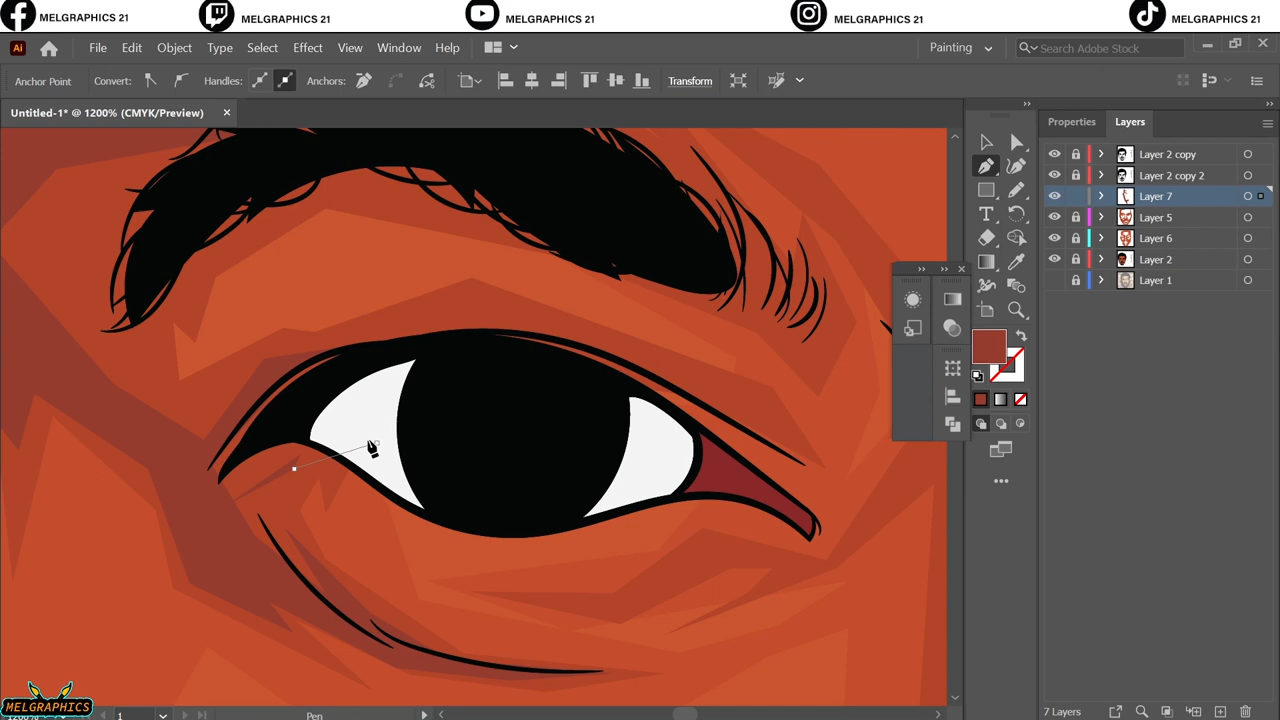 MELGRAPHICS 21
MELGRAPHICS 21
MELGRAPHICS 21
MELGRAPHICS 21
MELGRAPHICS 21
Ai
File Edit Object Type Select Effect View Window Help
Painting
Search Adobe Stock
Anchor Point
Convert:
Handles:
Anchors:
Transform
Untitled-1* @ 1200% (CMYK/Preview)
Properties
Layers
Layer 2 copy
Layer 2 copy 2
Layer 7
Layer 5
Layer 6
Layer 2
Layer 1
MELGRAPHICS
1
Pen
7 Layers